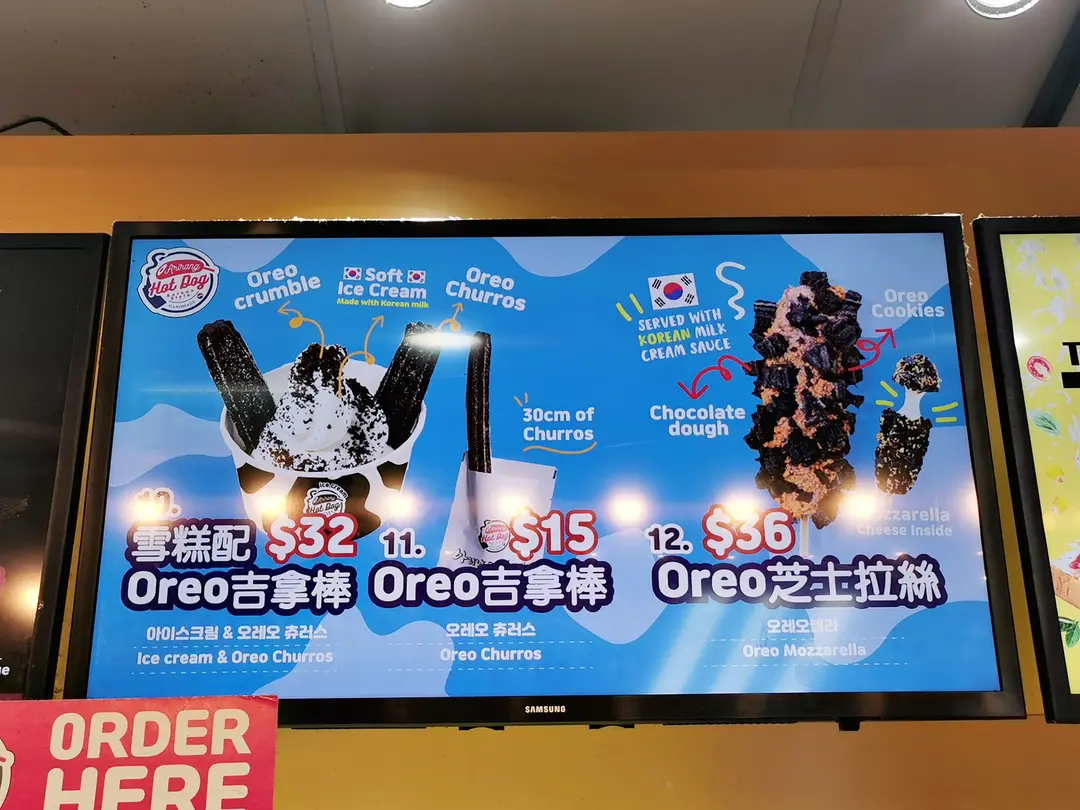 Arirang
Hot Dog
Oreo
crumble
Soft
Ice Cream
Made with Korean milk
Oreo
Churros
30cm of
Churros
SERVED WITH
KOREAN MILK
CREAM SAUCE
Oreo
Cookies
Chocolate
dough
Mozzarella
Cheese Inside
雪糕配 $32
Oreo吉拿棒
아이스크림 & 오레오 츄러스
Ice cream & Oreo Churros
11. $15
Oreo吉拿棒
오레오 츄러스
Oreo Churros
12. $36
Oreo芝士拉絲
Oreo Mozzarella
SAMSUNG
ORDER
HERE